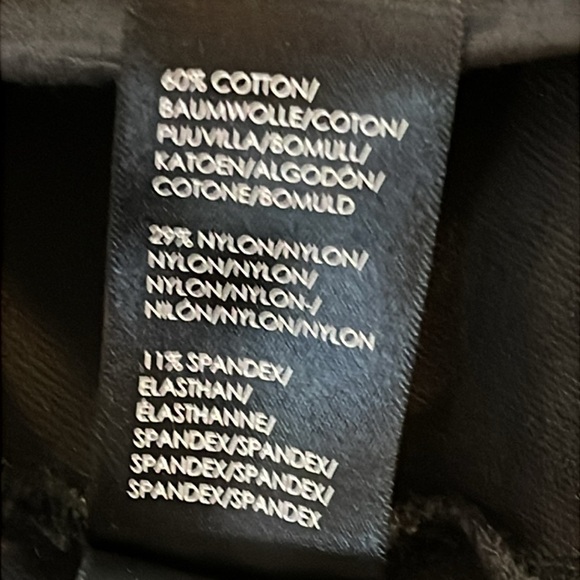 60% COTTON/
BAUMWOLLE/COTON/
PUUVILLA/BOMULL/
KATOEN/ALGODÓN/
COTONE/BOMULD
29% NYLON/NYLON/
NYLON/NYLON/
NYLON/NYLON-/
NILÓN/NYLON/NYLON
11% SPANDEX/
ELASTHAN/
ÉLASTHANNE/
SPANDEX/SPANDEX/
SPANDEX/SPANDEX/
SPANDEX/SPANDEX